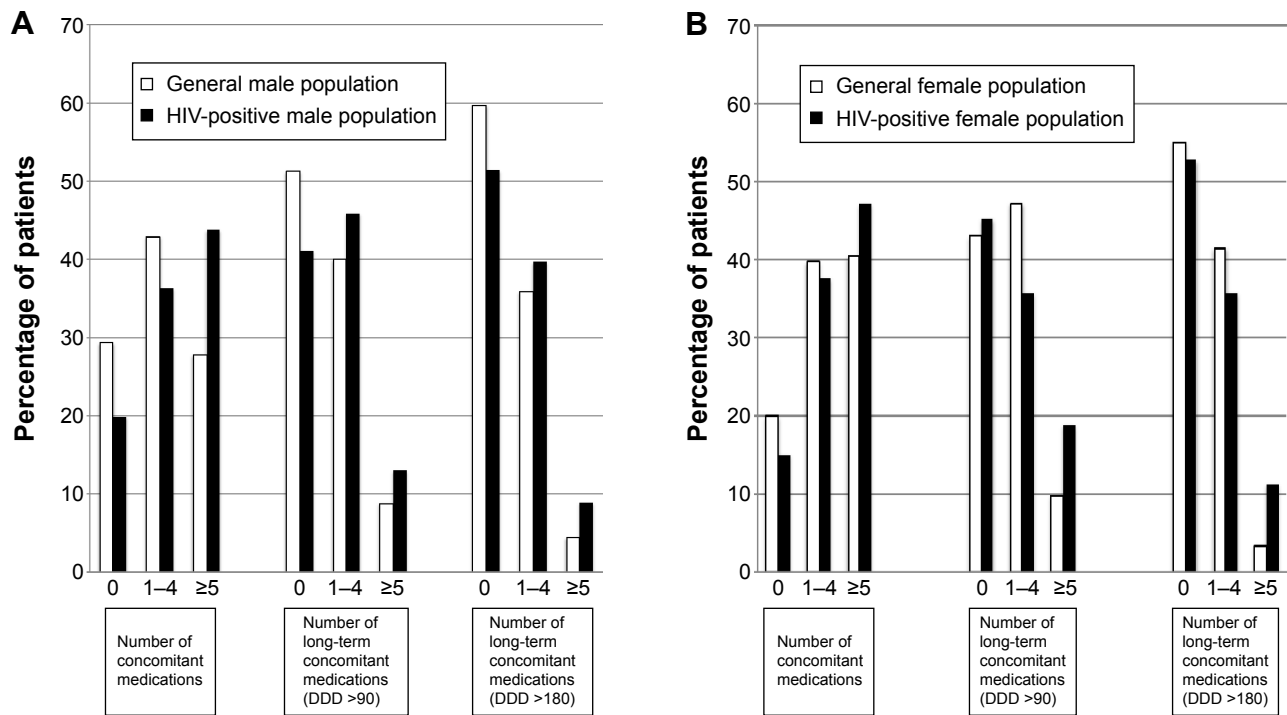 A
70
60
50
40
30
20
10
0
Percentage of patients
General male population
HIV-positive male population
0 1–4 ≥5 0 1–4 ≥5 0 1–4 ≥5
Number of
concomitant
medications
Number of
long-term
concomitant
medications
(DDD >90)
Number of
long-term
concomitant
medications
(DDD >180)
B
70
60
50
40
30
20
10
0
Percentage of patients
General female population
HIV-positive female population
0 1–4 ≥5 0 1–4 ≥5 0 1–4 ≥5
Number of
concomitant
medications
Number of
long-term
concomitant
medications
(DDD >90)
Number of
long-term
concomitant
medications
(DDD >180)